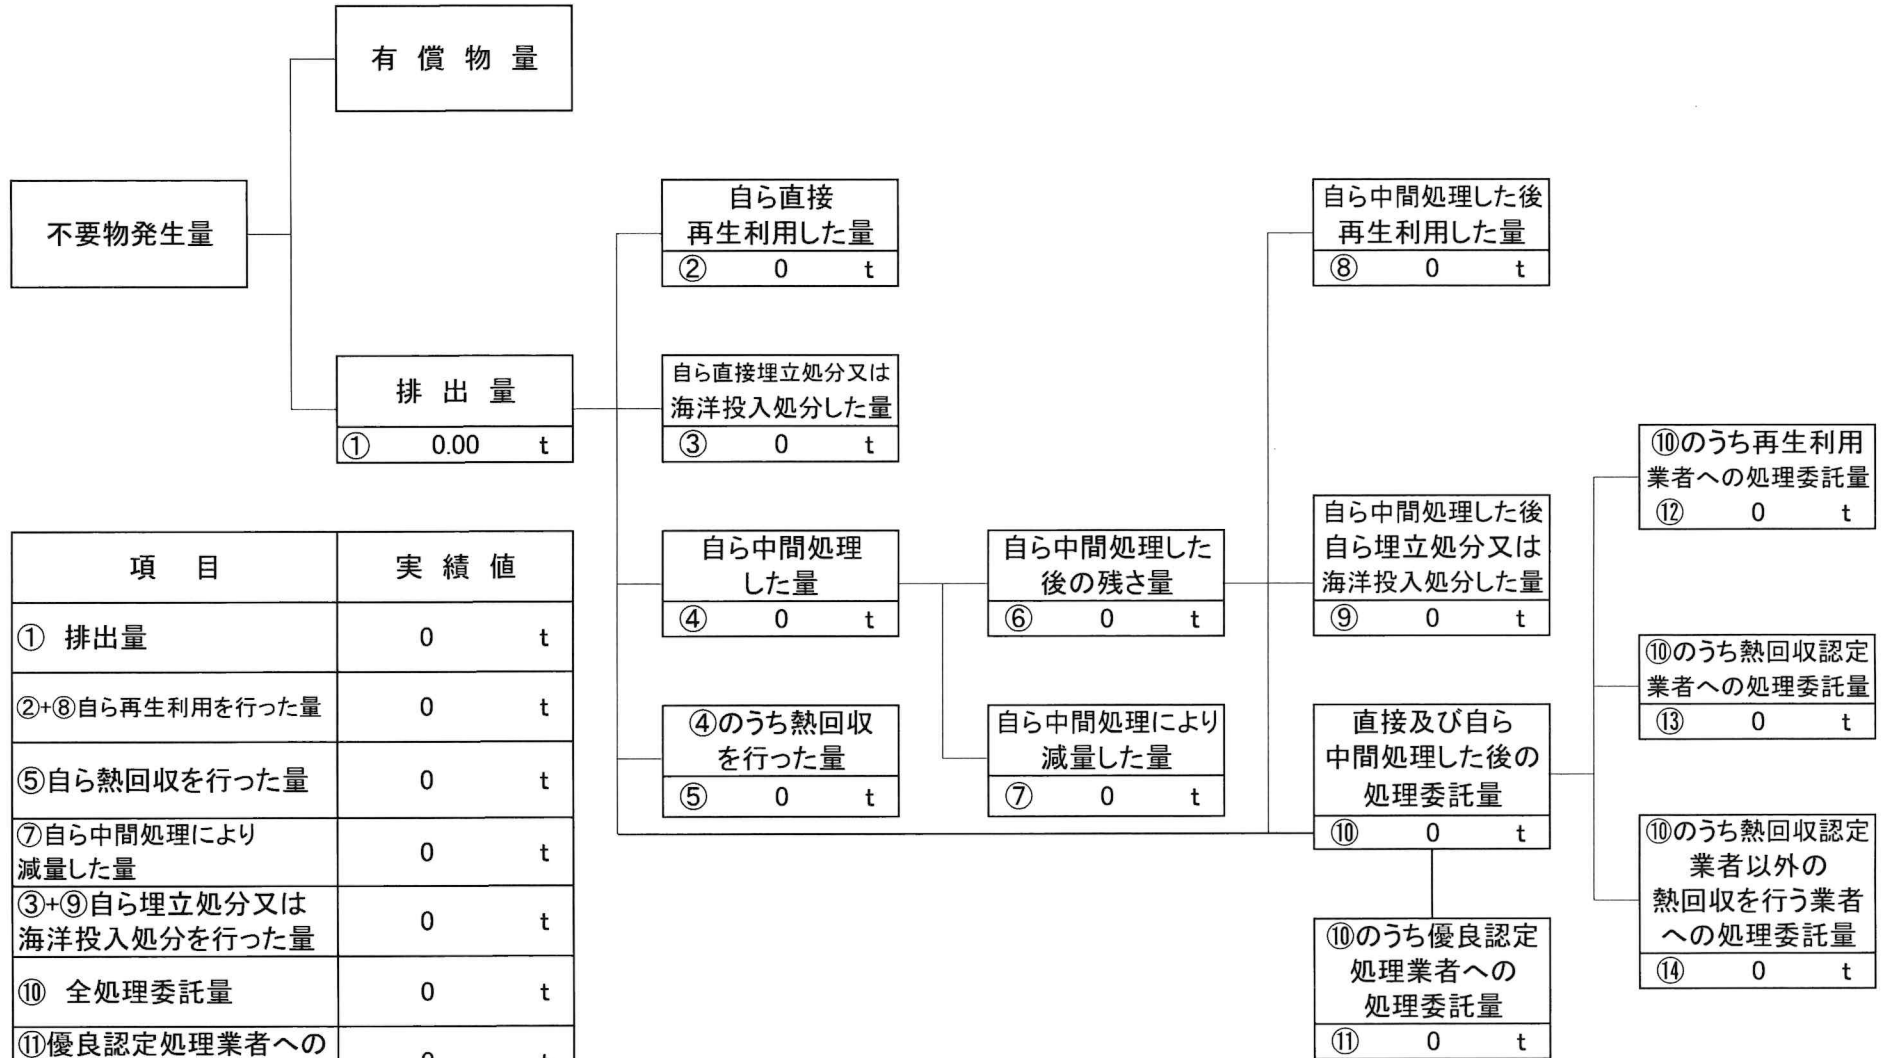 有 償 物 量
不要物発生量
排 出 量
① 0.00 t
自ら直接
再生利用した量
② 0 t
自ら直接埋立処分又は
海洋投入処分した量
③ 0 t
自ら中間処理
した量
④ 0 t
④のうち熱回収
を行った量
⑤ 0 t
自ら中間処理した
後の残さ量
⑥ 0 t
自ら中間処理により
減量した量
⑦ 0 t
自ら中間処理した後
再生利用した量
⑧ 0 t
自ら中間処理した後
自ら埋立処分又は
海洋投入処分した量
⑨ 0 t
直接及び自ら
中間処理した後の
処理委託量
⑩ 0 t
⑩のうち優良認定
処理業者への
処理委託量
⑪ 0 t
⑩のうち再生利用
業者への処理委託量
⑫ 0 t
⑩のうち熱回収認定
業者への処理委託量
⑬ 0 t
⑩のうち熱回収認定
業者以外の
熱回収を行う業者
への処理委託量
⑭ 0 t
項 目 実 績 値
① 排出量 0 t
②+⑧自ら再生利用を行った量 0 t
⑤自ら熱回収を行った量 0 t
⑦自ら中間処理により
減量した量 0 t
③+⑨自ら埋立処分又は
海洋投入処分を行った量 0 t
⑩ 全処理委託量 0 t
⑪優良認定処理業者への